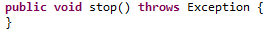 public void stop() throws Exception {
}